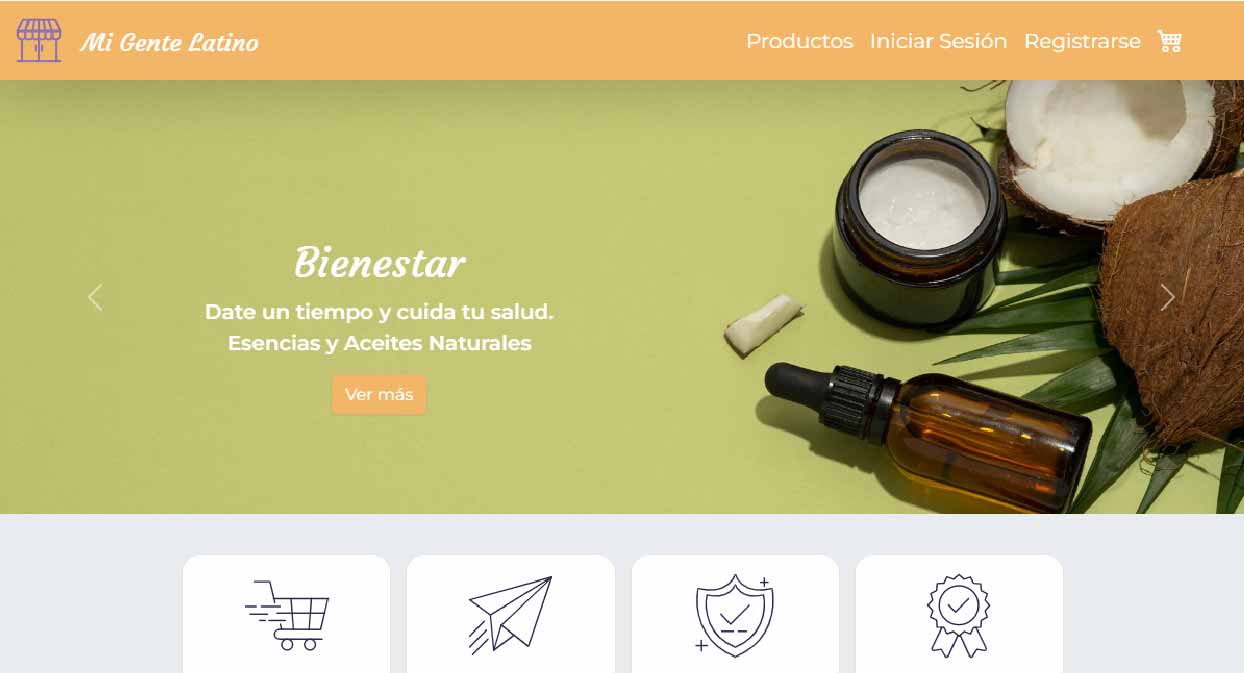 Mi Gente Latino
Productos Iniciar Sesión Registrarse
Bienestar
Date un tiempo y cuida tu salud.
Esencias y Aceites Naturales
Ver más